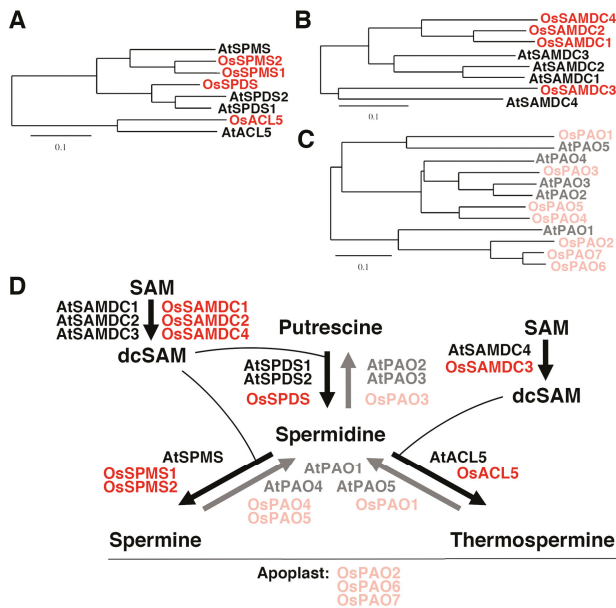 A
AtSPMS
OsSPMS2
OsSPMS1
OsSPDS
AtSPDS2
AtSPDS1
OsACL5
AtACL5
0.1
B
OsSAMDC4
OsSAMDC2
OsSAMDC1
AtSAMDC3
AtSAMDC2
AtSAMDC1
OsSAMDC3
AtSAMDC4
0.1
C
OsPAO1
AtPAO5
AtPAO4
OsPAO3
AtPAO3
AtPAO2
OsPAO5
OsPAO4
AtPAO1
OsPAO2
OsPAO7
OsPAO6
0.1
D
SAM
AtSAMDC1 OsSAMDC1
AtSAMDC2 OsSAMDC2
AtSAMDC3 OsSAMDC4
dcSAM
Putrescine
AtSPDS1 AtPAO2
AtSPDS2 AtPAO3
OsSPDS OsPAO3
SAM
AtSAMDC4
OsSAMDC3
dcSAM
Spermidine
AtSPMS
OsSPMS1
OsSPMS2
AtPAO1
AtPAO4 AtPAO5
OsPAO4 OsPAO1
OsPAO5
AtACL5
OsACL5
Spermine Thermospermine
Apoplast: OsPAO2
OsPAO6
OsPAO7